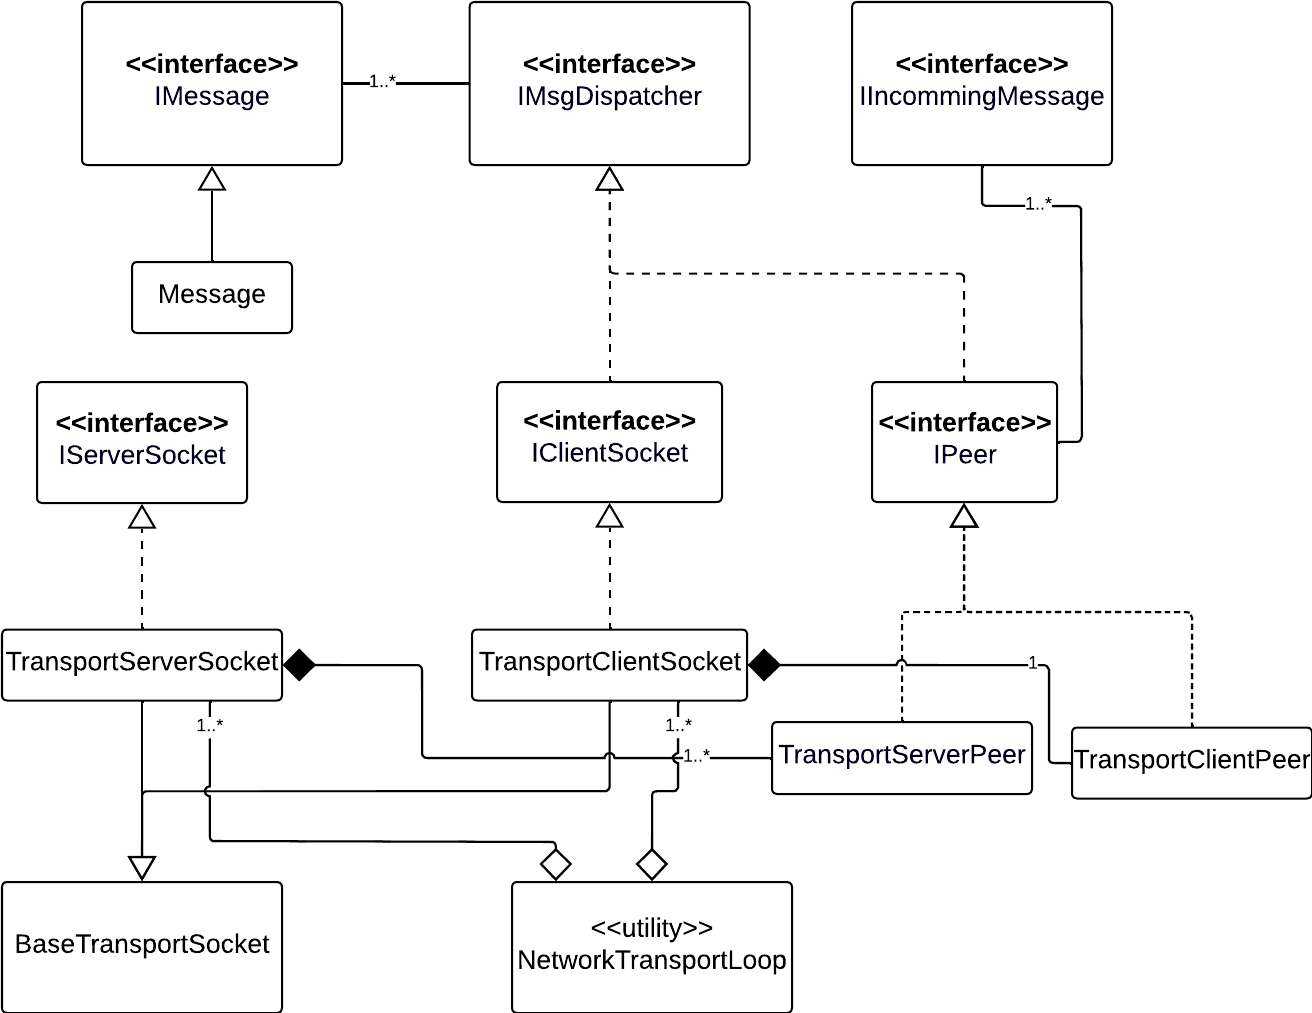 <<interface>>
IMessage
1..*
<<interface>>
IMsgDispatcher
<<interface>>
IIncommingMessage
1..*
Message
<<interface>>
IServerSocket
<<interface>>
IClientSocket
<<interface>>
IPeer
TransportServerSocket
TransportClientSocket
1
1..*
1..*
1..*
TransportServerPeer
TransportClientPeer
BaseTransportSocket
<<utility>>
NetworkTransportLoop